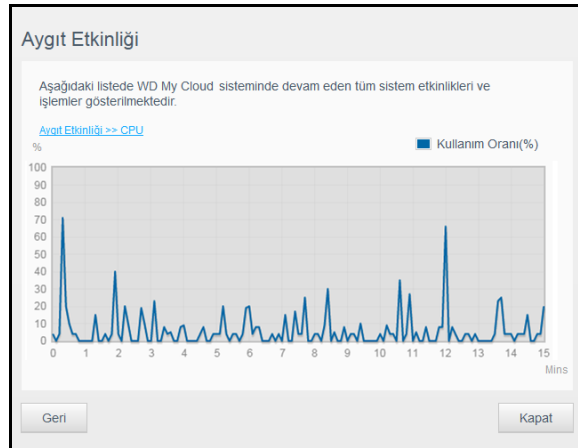 Aygıt Etkinliği
Aşağıdaki listede WD My Cloud sisteminde devam eden tüm sistem etkinlikleri ve
işlemler gösterilmektedir.
Aygıt Etkinliği >> CPU
%
Kullanım Oranı(%)
100
90
80
70
60
50
40
30
20
10
0
0 1 2 3 4 5 6 7 8 9 10 11 12 13 14 15
Mins
Geri
Kapat